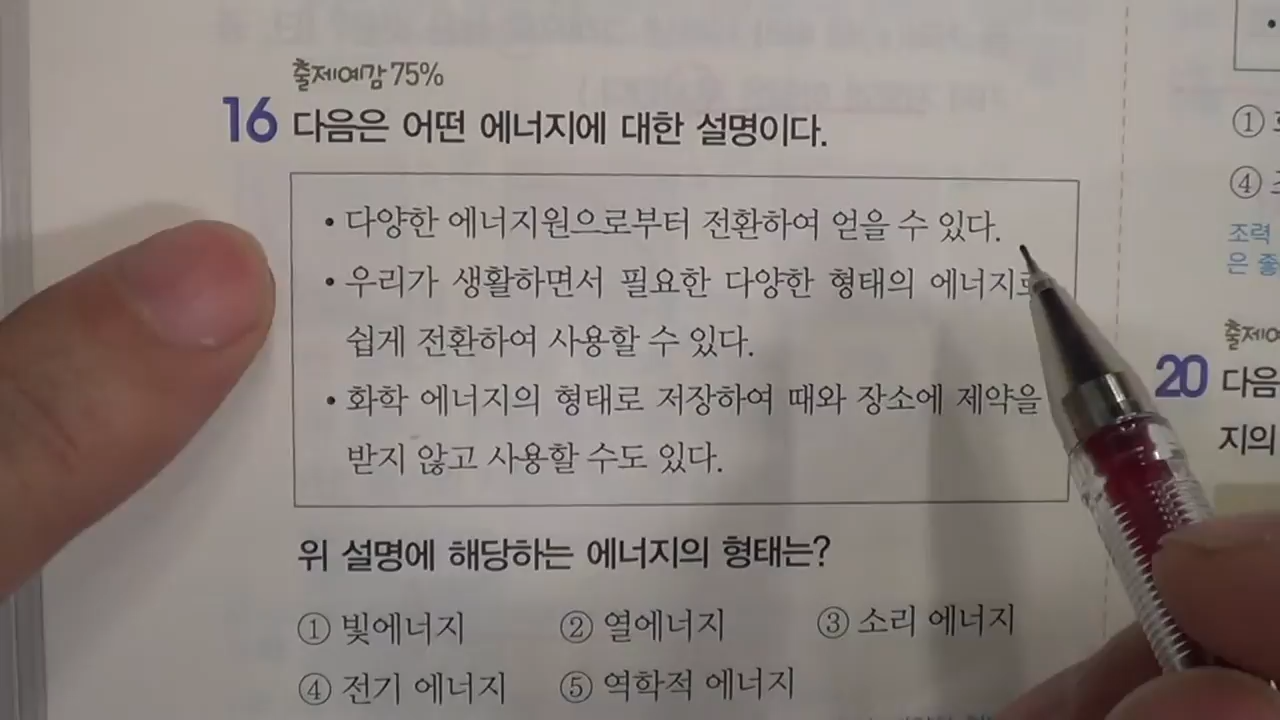 출제예감 75%
16 다음은 어떤 에너지에 대한 설명이다.
• 다양한 에너지원으로부터 전환하여 얻을 수 있다.
• 우리가 생활하면서 필요한 다양한 형태의 에너지로
쉽게 전환하여 사용할 수 있다.
• 화학 에너지의 형태로 저장하여 때와 장소에 제약을
받지 않고 사용할 수도 있다.
위 설명에 해당하는 에너지의 형태는?
① 빛에너지 ② 열에너지 ③ 소리 에너지
④ 전기 에너지 ⑤ 역학적 에너지
①
④
조력
은
20 다음
지의